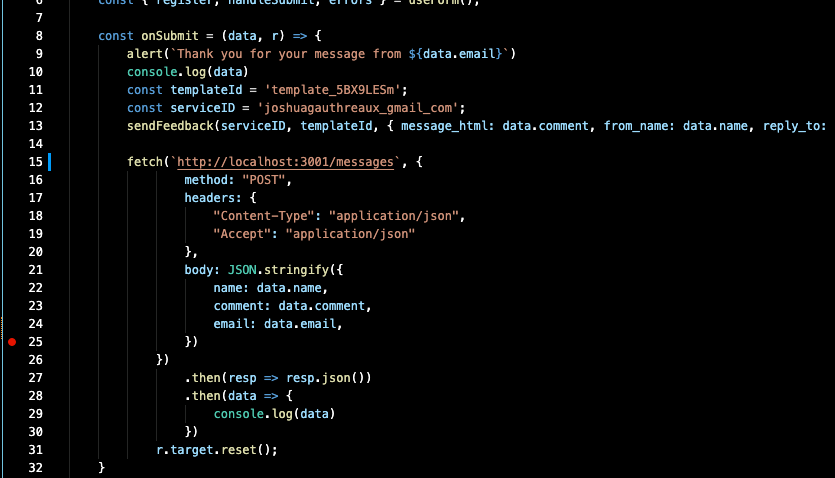 6 const { register, handleSubmit, errors } = useForm();
7
8 const onSubmit = (data, r) => {
9 alert(`Thank you for your message from ${data.email}`)
10 console.log(data)
11 const templateId = 'template_5BX9LESm';
12 const serviceID = 'joshuagauthreaux_gmail_com';
13 sendFeedback(serviceID, templateId, { message_html: data.comment, from_name: data.name, reply_to:
14
15 fetch(`http://localhost:3001/messages`, {
16 method: "POST",
17 headers: {
18 "Content-Type": "application/json",
19 "Accept": "application/json"
20 },
21 body: JSON.stringify({
22 name: data.name,
23 comment: data.comment,
24 email: data.email,
25 })
26 })
27 .then(resp => resp.json())
28 .then(data => {
29 console.log(data)
30 })
31 r.target.reset();
32 }